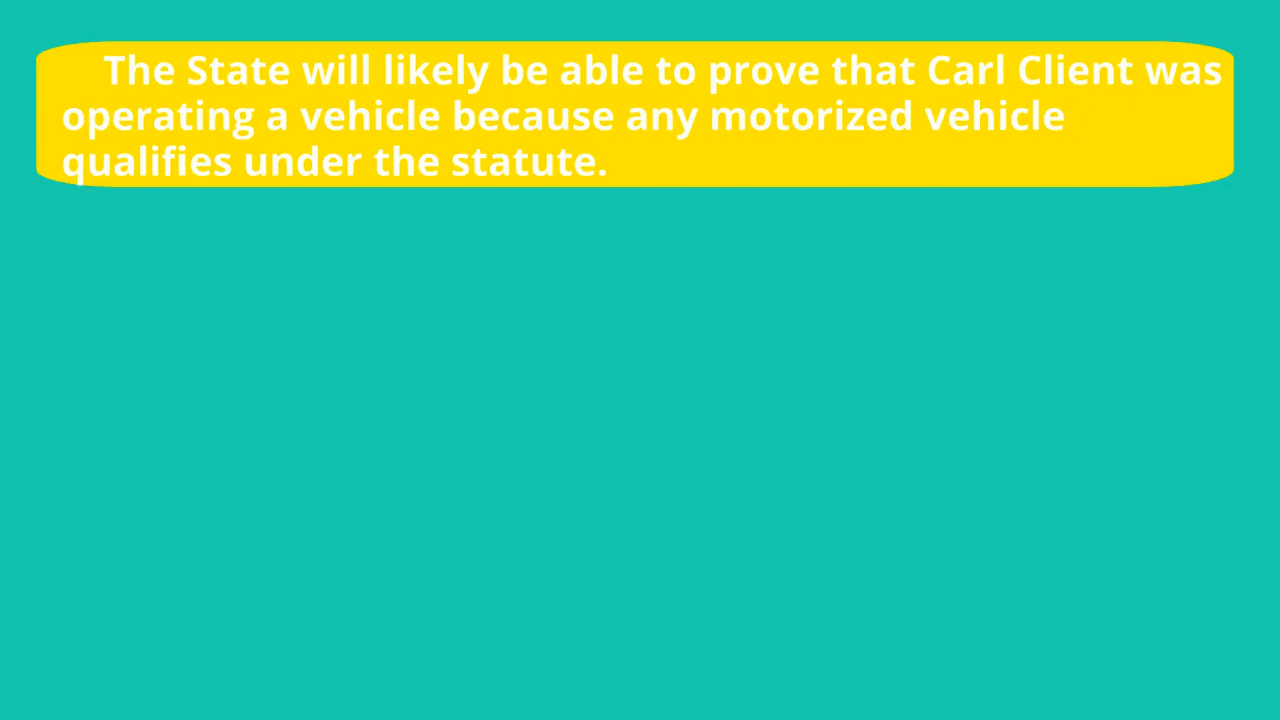 The State will likely be able to prove that Carl Client was
operating a vehicle because any motorized vehicle
qualifies under the statute.